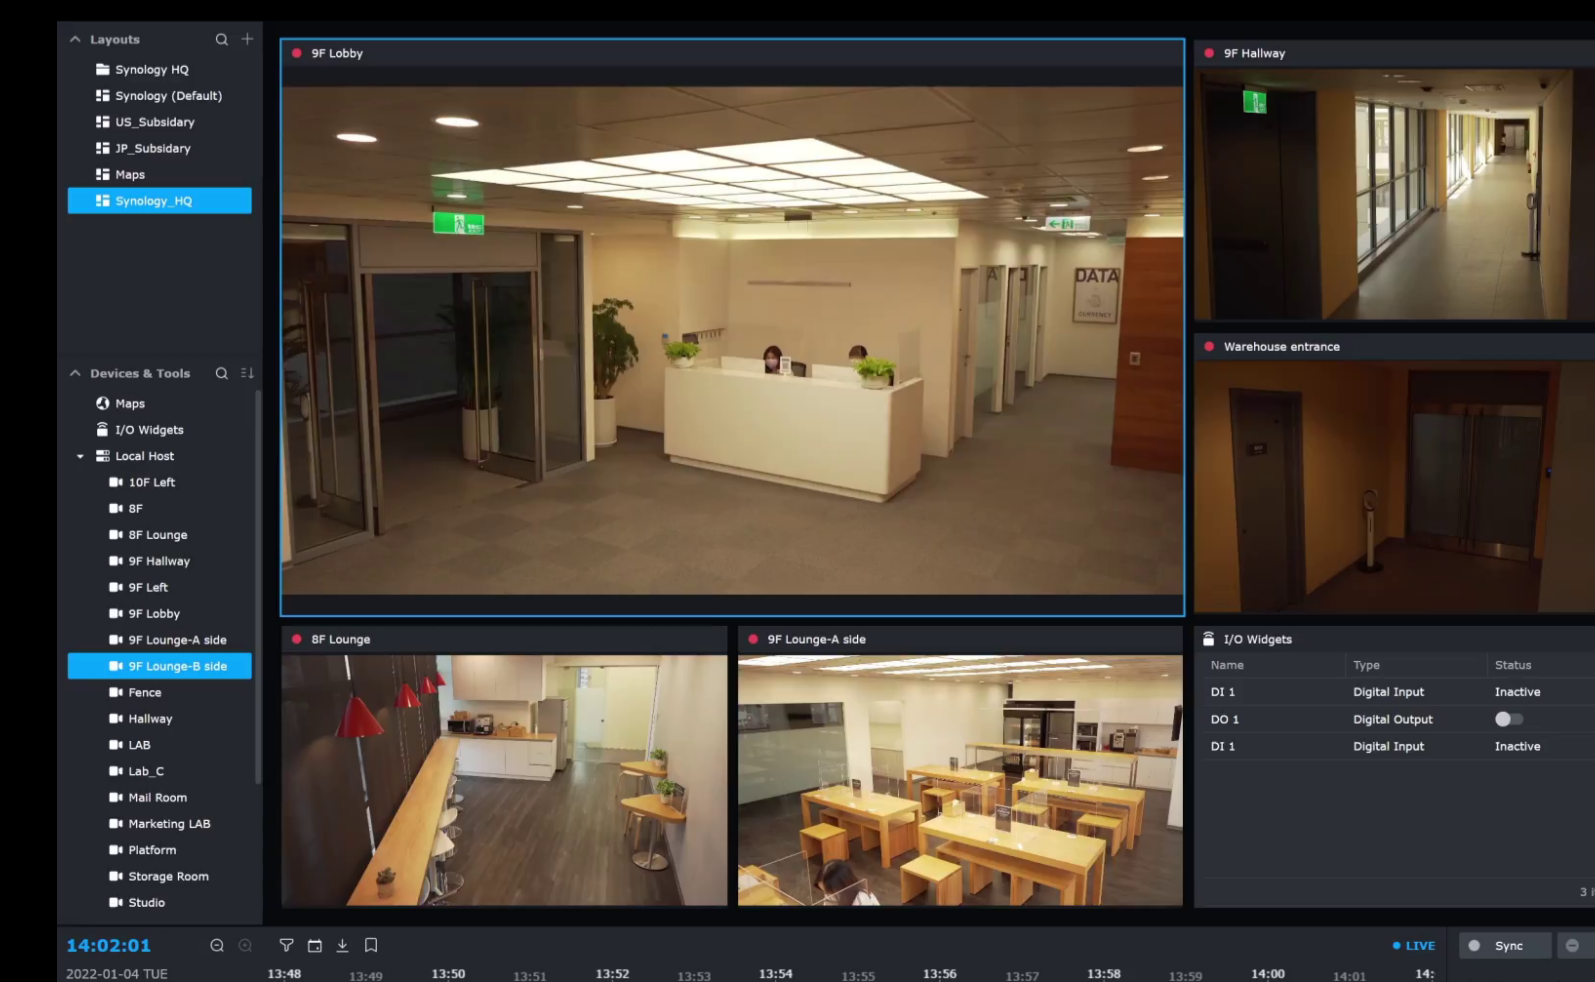 Layouts
Synology HQ
Synology (Default)
US_Subsidary
JP_Subsidary
Maps
Synology_HQ
Devices & Tools
Maps
I/O Widgets
Local Host
10F Left
8F
8F Lounge
9F Hallway
9F Left
9F Lobby
9F Lounge-A side
9F Lounge-B side
Fence
Hallway
LAB
Lab_C
Mail Room
Marketing LAB
Platform
Storage Room
Studio
9F Lobby
DATA
CURRENCY
9F Hallway
Warehouse entrance
8F Lounge
9F Lounge-A side
I/O Widgets
Name Type Status
DI 1 Digital Input Inactive
DO 1 Digital Output
DI 1 Digital Input Inactive
3
14:02:01
LIVE
Sync
2022-01-04 TUE
13:48 13:49 13:50 13:51 13:52 13:53 13:54 13:55 13:56 13:57 13:58 13:59 14:00 14:01 14: